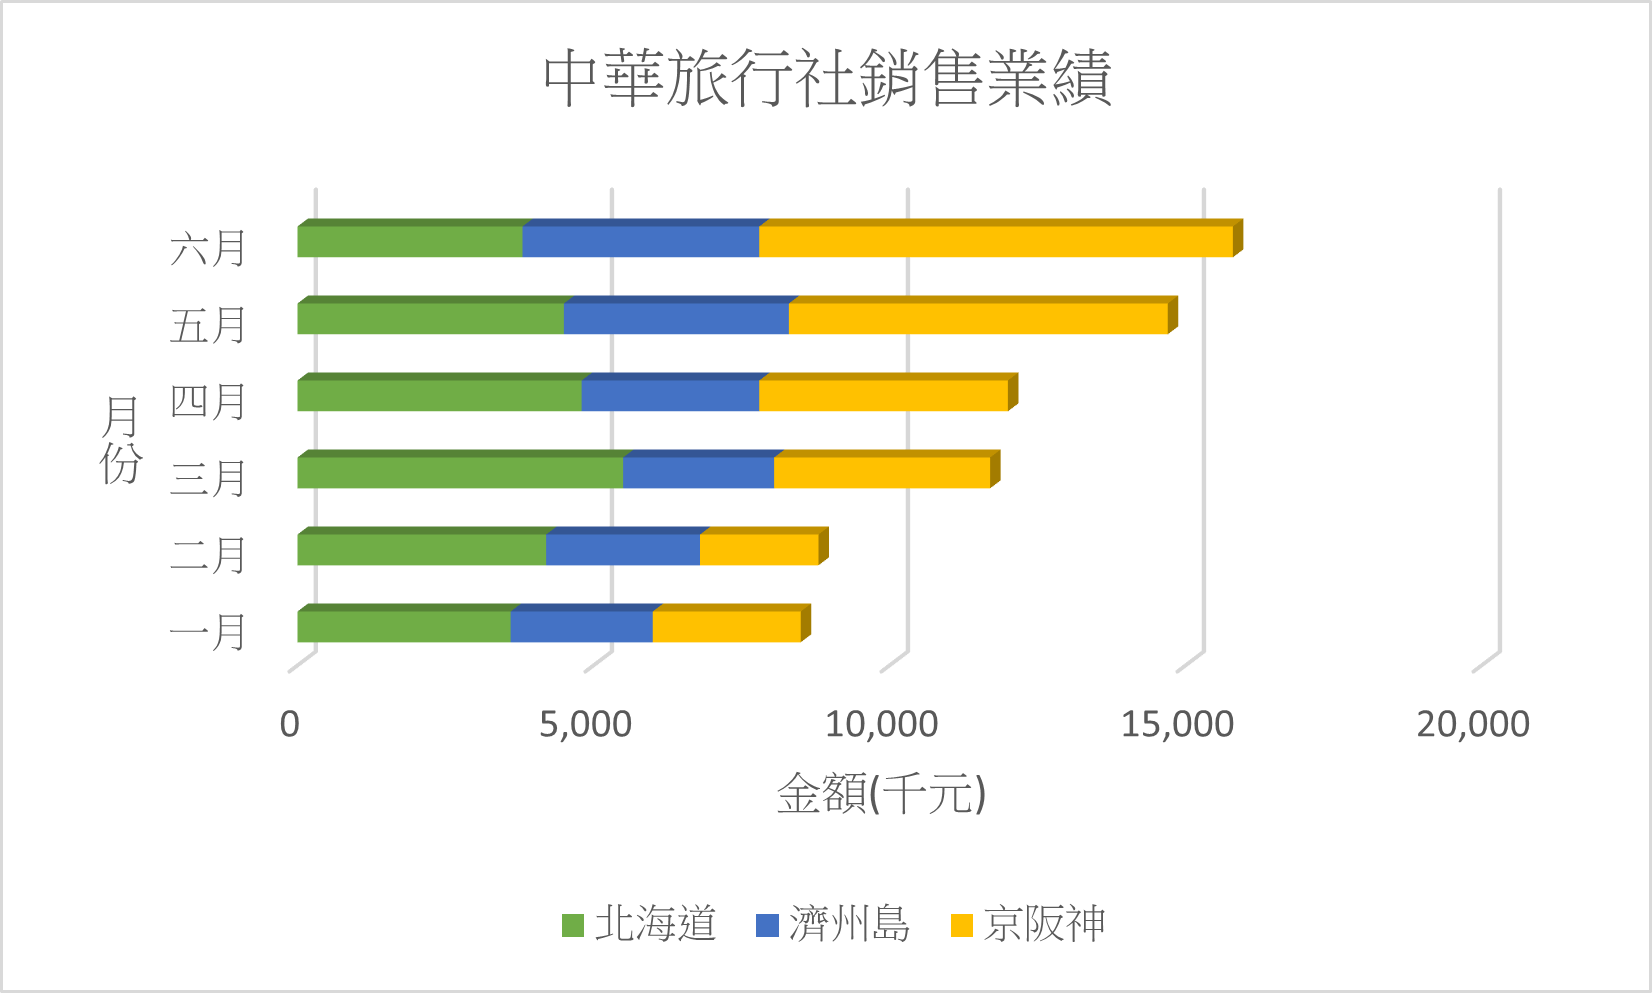 中華旅行社銷售業績
六月
五月
四月
三月
二月
一月
月份
0
5,000
10,000
15,000
20,000
金額(千元)
北海道
濟州島
京阪神